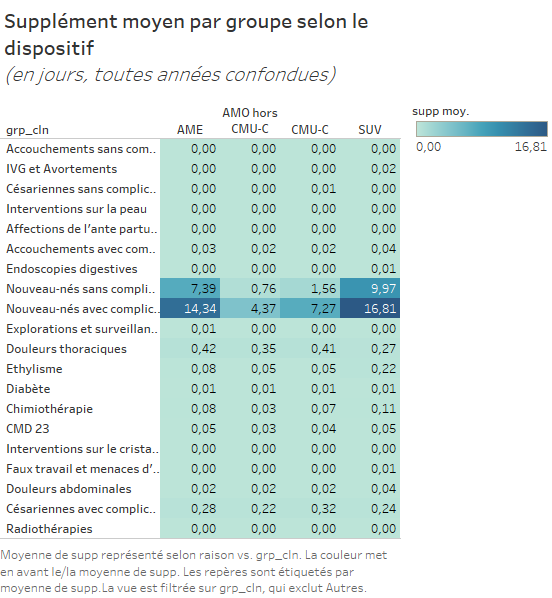 Supplément moyen par groupe selon le
dispositif
(en jours, toutes années confondues)
AMO hors
grp_cln AME CMU-C CMU-C SUV
Accouchements sans com.. 0,00 0,00 0,00 0,00
IVG et Avortements 0,00 0,00 0,00 0,02
Césariennes sans complic.. 0,00 0,00 0,01 0,00
Interventions sur la peau 0,00 0,00 0,00 0,00
Affections de l’ante partu.. 0,00 0,00 0,00 0,00
Accouchements avec com.. 0,03 0,02 0,02 0,04
Endoscopies digestives 0,00 0,00 0,00 0,01
Nouveau-nés sans compli.. 7,39 0,76 1,56 9,97
Nouveau-nés avec complic.. 14,34 4,37 7,27 16,81
Explorations et surveillan.. 0,01 0,00 0,00 0,00
Douleurs thoraciques 0,42 0,35 0,41 0,27
Ethylisme 0,08 0,05 0,05 0,22
Diabète 0,01 0,01 0,01 0,01
Chimiothérapie 0,08 0,03 0,07 0,11
CMD 23 0,05 0,03 0,04 0,05
Interventions sur le crista.. 0,00 0,00 0,00 0,00
Faux travail et menaces d’.. 0,00 0,00 0,00 0,01
Douleurs abdominales 0,02 0,02 0,02 0,04
Césariennes avec complic.. 0,28 0,22 0,32 0,24
Radiothérapies 0,00 0,00 0,00 0,00
supp moy.
0,00 16,81
Moyenne de supp représenté selon raison vs. grp_cln. La couleur met
en avant le/la moyenne de supp. Les repères sont étiquetés par
moyenne de supp.La vue est filtrée sur grp_cln, qui exclut Autres.